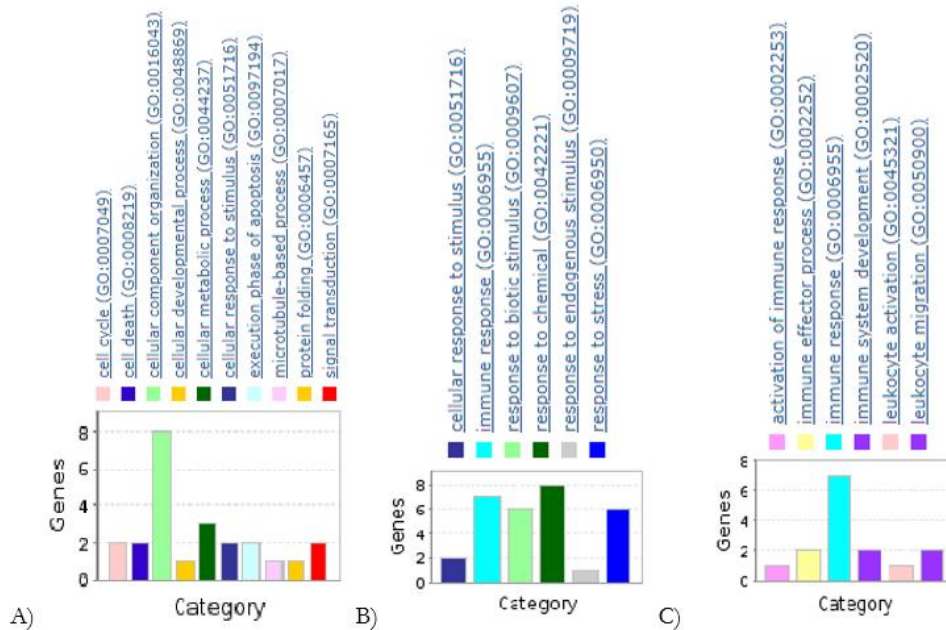 cell cycle (GO:0007049)
cell death (GO:0008219)
cellular component organization (GO:0016043)
cellular developmental process (GO:0048869)
cellular metabolic process (GO:0044237)
cellular response to stimulus (GO:0051716)
execution phase of apoptosis (GO:0097194)
microtubule-based process (GO:0007017)
protein folding (GO:0006457)
signal transduction (GO:0007165)
8
6
4
2
0
Genes
Category
A)
cellular response to stimulus (GO:0051716)
immune response (GO:0006955)
response to biotic stimulus (GO:0009607)
response to chemical (GO:0042221)
response to endogenous stimulus (GO:0009719)
response to stress (GO:0006950)
8
6
4
2
0
Genes
Category
B)
activation of immune response (GO:0002253)
immune effector process (GO:0002252)
immune response (GO:0006955)
immune system development (GO:0002520)
leukocyte activation (GO:0045321)
leukocyte migration (GO:0050900)
8
6
4
2
0
Genes
Category
C)